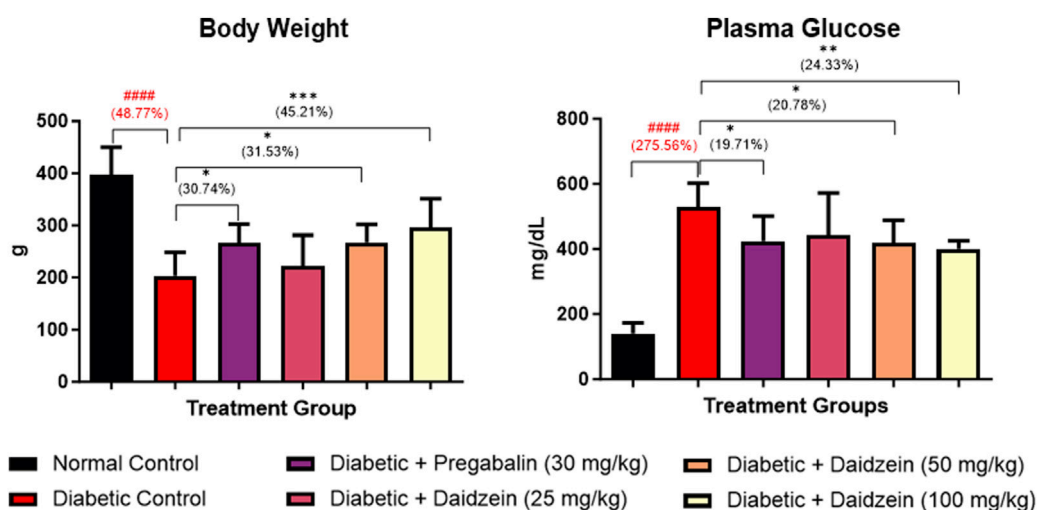 Body Weight
####
(48.77%)
***
(45.21%)
*
(31.53%)
*
(30.74%)
500
400
300
200
100
0
g
Treatment Group
Plasma Glucose
**
(24.33%)
*
(20.78%)
####
(275.56%)
*
(19.71%)
800
600
400
200
0
mg/dL
Treatment Groups
Normal Control
Diabetic + Pregabalin (30 mg/kg)
Diabetic + Daidzein (50 mg/kg)
Diabetic Control
Diabetic + Daidzein (25 mg/kg)
Diabetic + Daidzein (100 mg/kg)